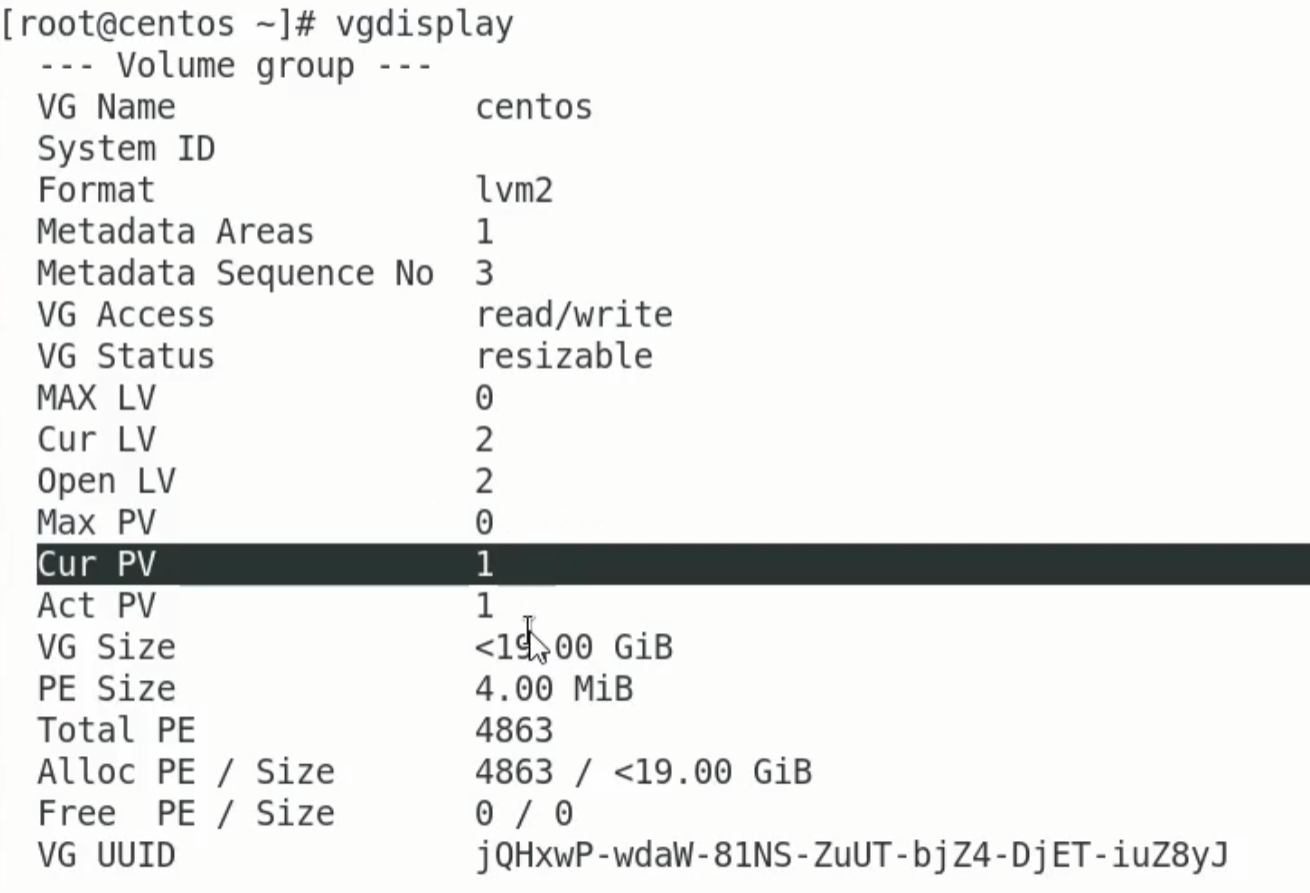 [root@centos ~]# vgdisplay
--- Volume group ---
VG Name centos
System ID
Format lvm2
Metadata Areas 1
Metadata Sequence No 3
VG Access read/write
VG Status resizable
MAX LV 0
Cur LV 2
Open LV 2
Max PV 0
Cur PV 1
Act PV 1
VG Size <19.00 GiB
PE Size 4.00 MiB
Total PE 4863
Alloc PE / Size 4863 / <19.00 GiB
Free  PE / Size 0 / 0
VG UUID jQHxwP-wdaW-81NS-ZuUT-bjZ4-DjET-iuZ8yJ